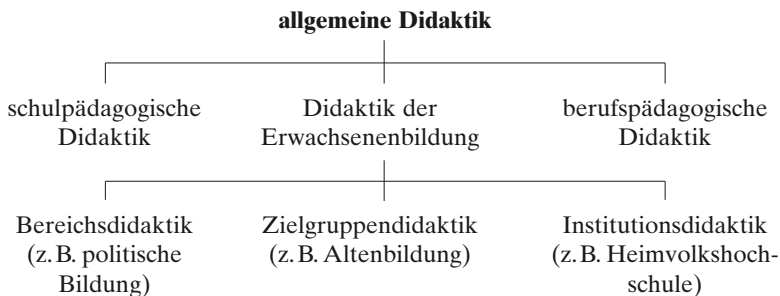 allgemeine Didaktik
schulpädagogische
Didaktik
Didaktik der
Erwachsenenbildung
berufspädagogische
Didaktik
Bereichsdidaktik
(z. B. politische
Bildung)
Zielgruppendidaktik
(z. B. Altenbildung)
Institutionsdidaktik
(z. B. Heimvolkshoch-
schule)